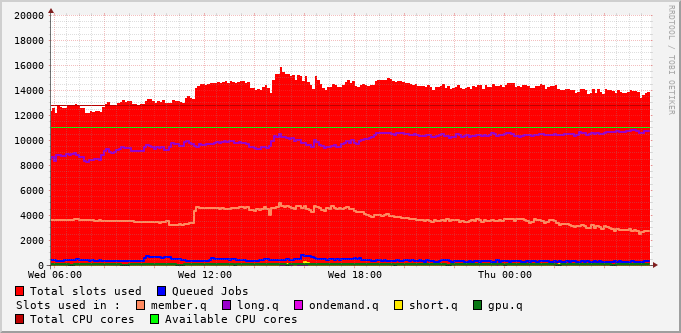 20000
18000
16000
14000
12000
10000
8000
6000
4000
2000
0
Wed 06:00 Wed 12:00 Wed 18:00 Thu 00:00
Total slots used Queued Jobs
Slots used in : member.q long.q ondemand.q short.q gpu.q
Total CPU cores Available CPU cores
RRDTOOL / TOBI OETIKER